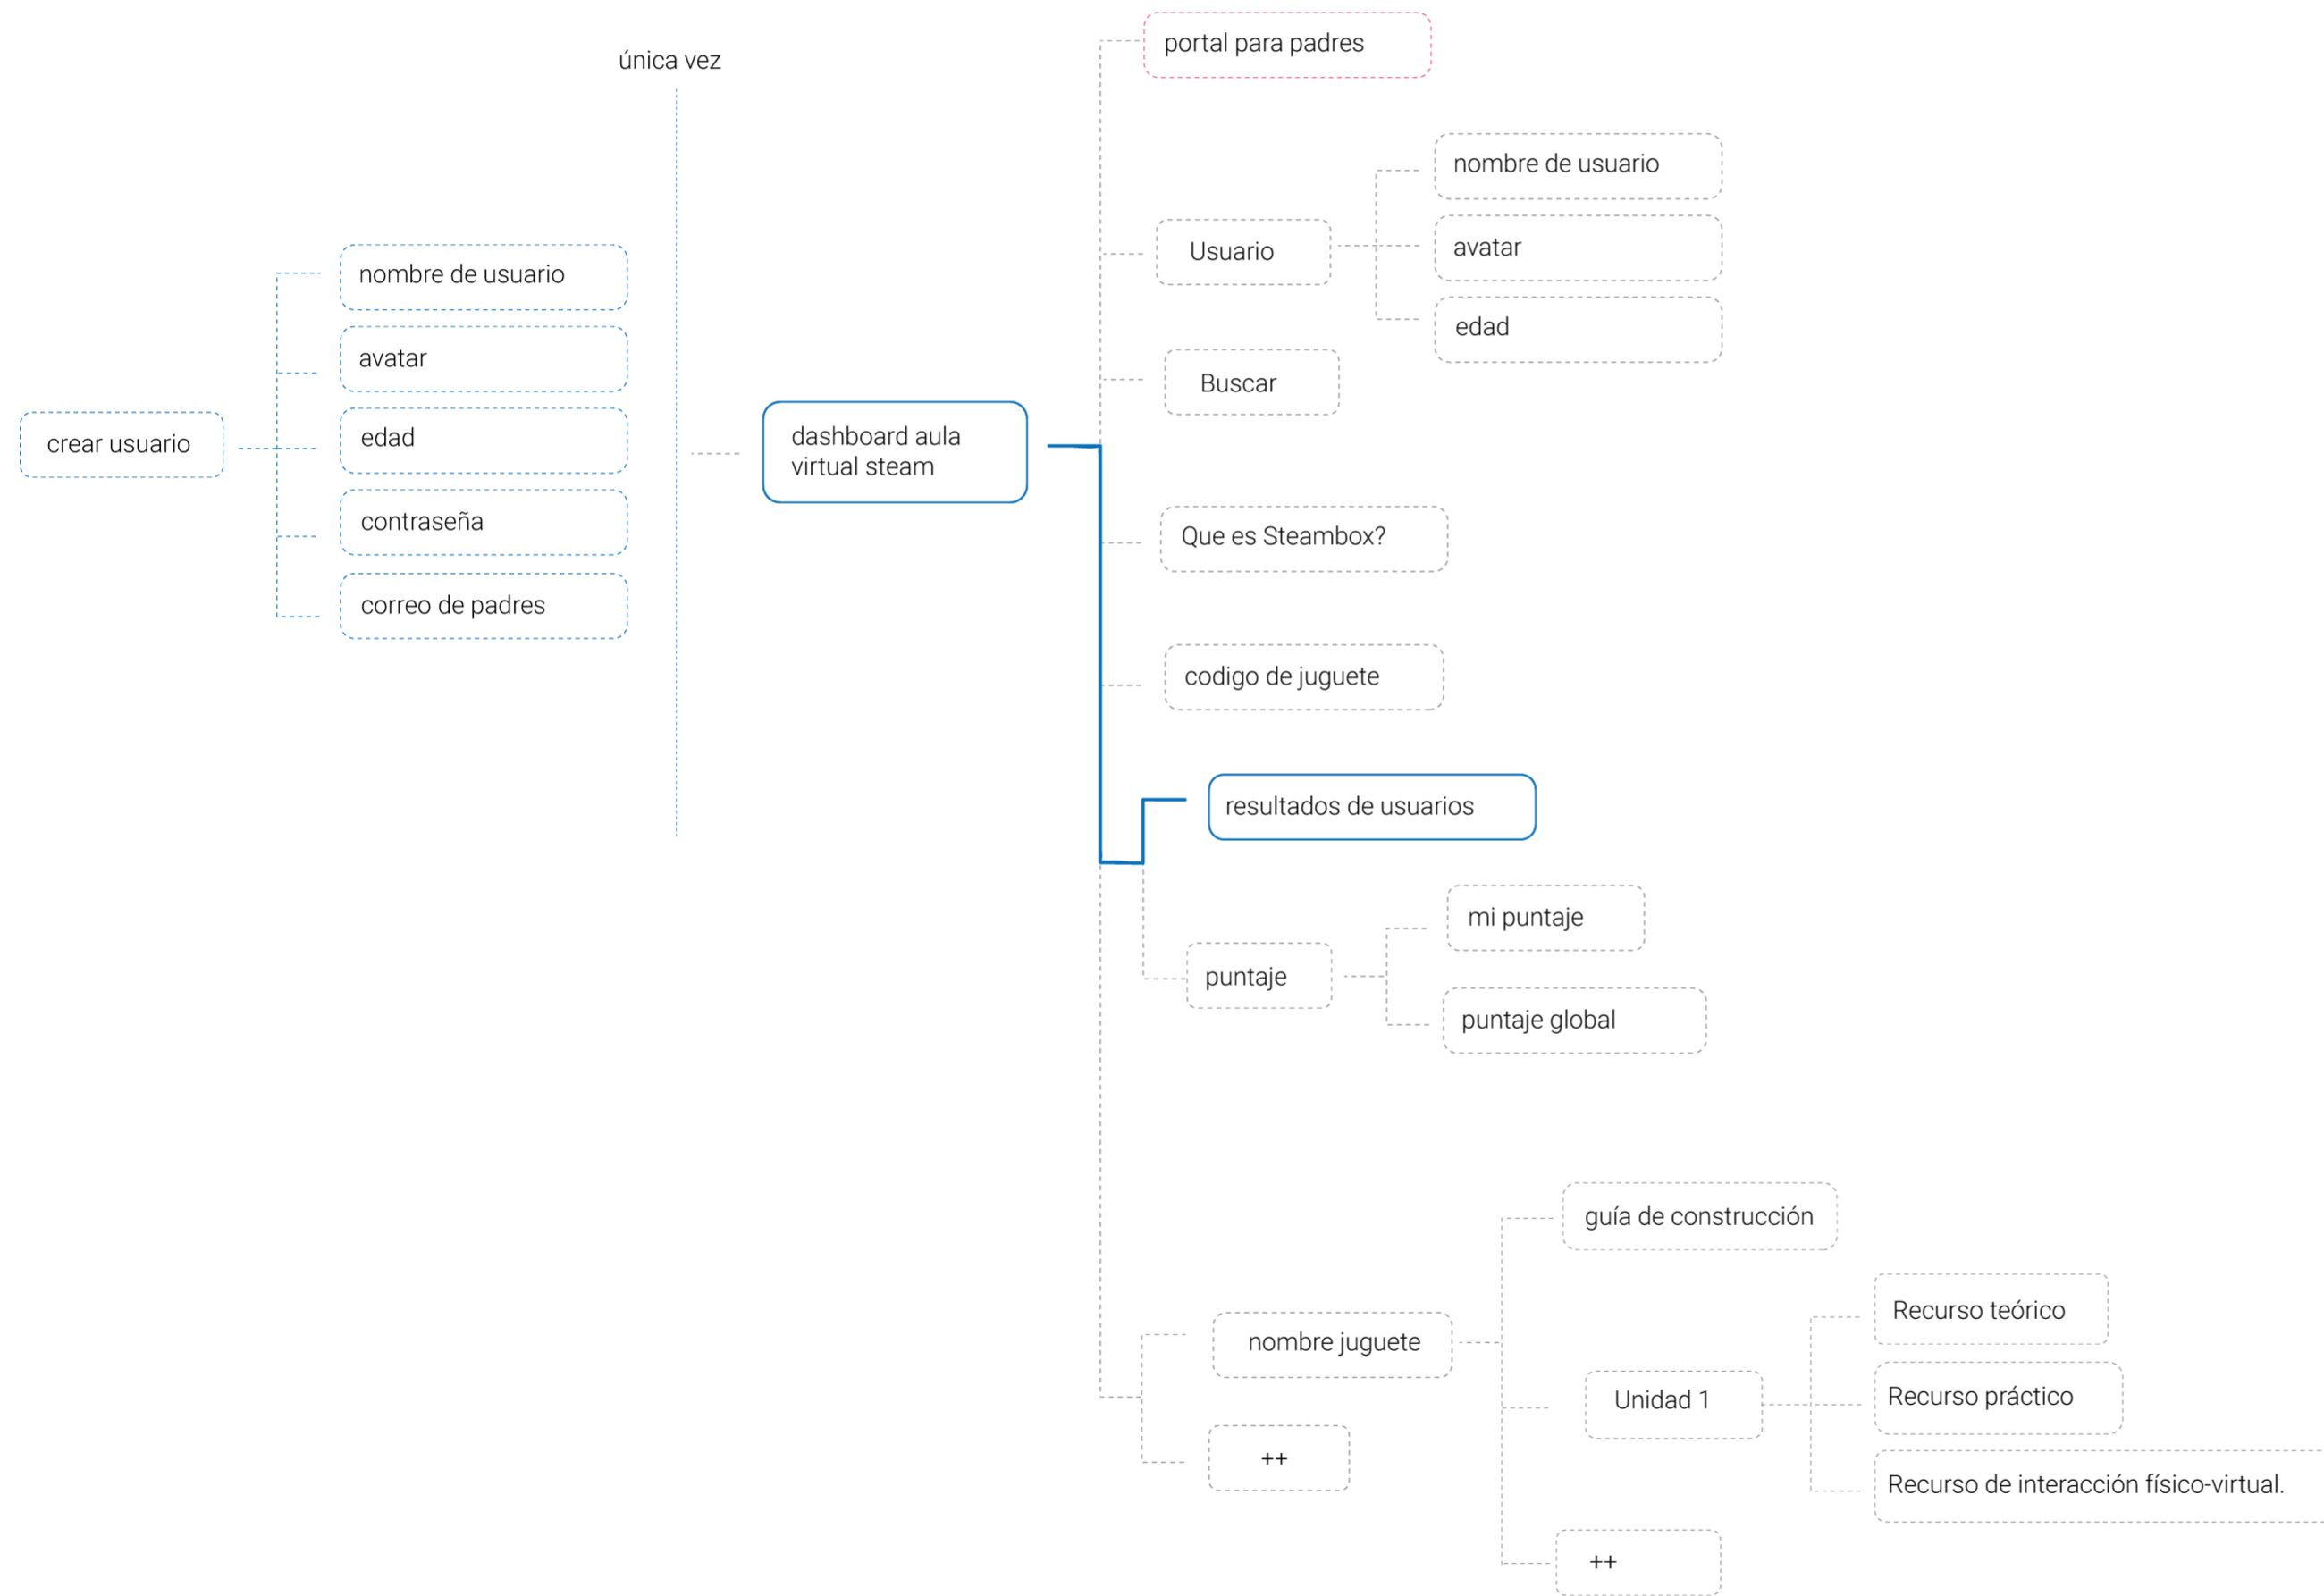 única vez
crear usuario
nombre de usuario
avatar
edad
contraseña
correo de padres
dashboard aula
virtual steam
portal para padres
Usuario
nombre de usuario
avatar
edad
Buscar
Que es Steambox?
codigo de juguete
resultados de usuarios
puntaje
mi puntaje
puntaje global
nombre juguete
guía de construcción
Unidad 1
Recurso teórico
Recurso práctico
Recurso de interacción físico-virtual.
++
++